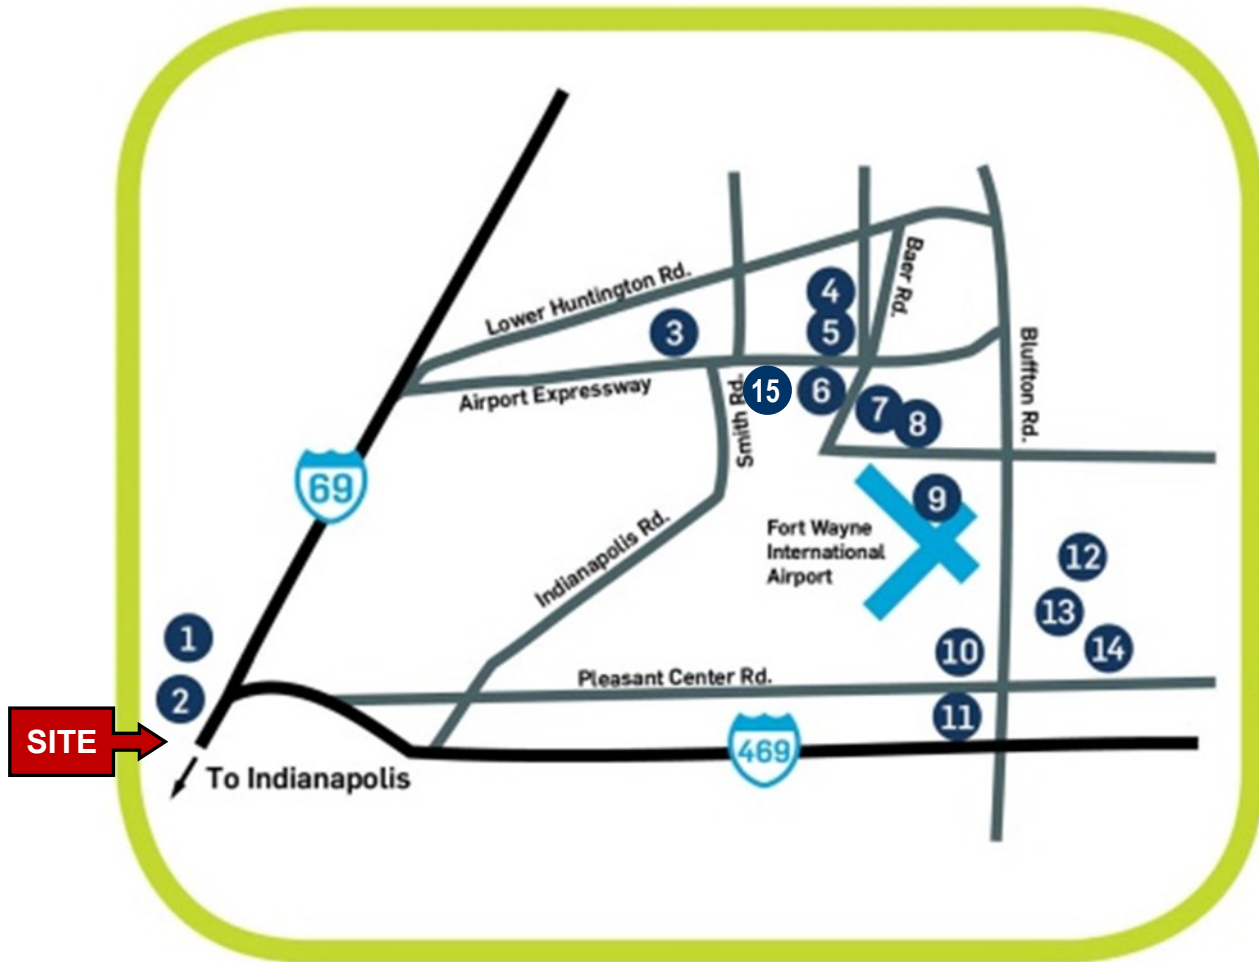 Lower Huntington Rd.
Baer Rd.
4
3
5
Bluffton Rd.
Airport Expressway
Smith Rd.
15
6
7
8
69
9
Indianapolis Rd.
Fort Wayne
International
Airport
12
13
1
14
10
Pleasant Center Rd.
2
11
SITE
469
To Indianapolis